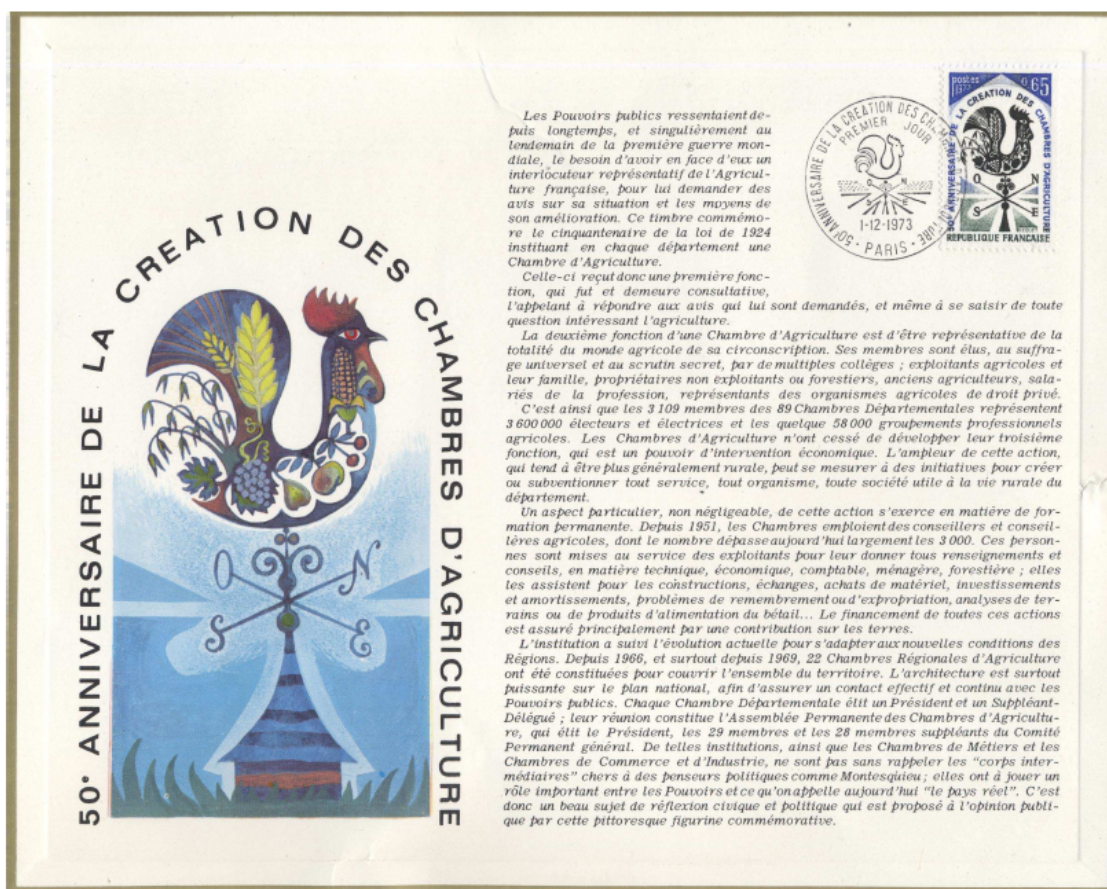 50e ANNIVERSAIRE DE LA CREATION DES CHAMBRES D'AGRICULTURE
O N
S E
Les Pouvoirs publics ressentaient de-
puis longtemps, et singulièrement au
lendemain de la première guerre mon-
diale, le besoin d'avoir en face d'eux un
interlocuteur représentatif de l'Agricul-
ture française, pour lui demander des
avis sur sa situation et les moyens de
son amélioration. Ce timbre commémo-
re le cinquantenaire de la loi de 1924
instituant en chaque département une
Chambre d'Agriculture.
Celle-ci reçut donc une première fonc-
tion, qui fut et demeure consultative,
l'appelant à répondre aux avis qui lui sont demandés, et même à se saisir de toute
question intéressant l'agriculture.
La deuxième fonction d'une Chambre d'Agriculture est d'être représentative de la
totalité du monde agricole de sa circonscription. Ses membres sont élus, au suffra-
ge universel et au scrutin secret, par de multiples collèges ; exploitants agricoles et
leur famille, propriétaires non exploitants ou forestiers, anciens agriculteurs, sala-
riés de la profession, représentants des organismes agricoles de droit privé.
C'est ainsi que les 3 109 membres des 89 Chambres Départementales représentent
3 600 000 électeurs et électrices et les quelque 58 000 groupements professionnels
agricoles. Les Chambres d'Agriculture n'ont cessé de développer leur troisième
fonction, qui est un pouvoir d'intervention économique. L'ampleur de cette action,
qui tend à être plus généralement rurale, peut se mesurer à des initiatives pour créer
ou subventionner tout service, tout organisme, toute société utile à la vie rurale du
département.
Un aspect particulier, non négligeable, de cette action s'exerce en matière de for-
mation permanente. Depuis 1951, les Chambres emploient des conseillers et conseil-
lères agricoles, dont le nombre dépasse aujourd'hui largement les 3 000. Ces person-
nes sont mises au service des exploitants pour leur donner tous renseignements et
conseils, en matière technique, économique, comptable, ménagère, forestière ; elles
les assistent pour les constructions, échanges, achats de matériel, investissements
et amortissements, problèmes de remembrement ou d'expropriation, analyses de ter-
rains ou de produits d'alimentation du bétail... Le financement de toutes ces actions
est assuré principalement par une contribution sur les terres.
L'institution a suivi l'évolution actuelle pour s'adapter aux nouvelles conditions des
Régions. Depuis 1966, et surtout depuis 1969, 22 Chambres Régionales d'Agriculture
ont été constituées pour couvrir l'ensemble du territoire. L'architecture est surtout
puissante sur le plan national, afin d'assurer un contact effectif et continu avec les
Pouvoirs publics. Chaque Chambre Départementale élit un Président et un Suppléant-
Délégué ; leur réunion constitue l'Assemblée Permanente des Chambres d'Agricultu-
re, qui élit le Président, les 29 membres et les 28 membres suppléants du Comité
Permanent général. De telles institutions, ainsi que les Chambres de Métiers et les
Chambres de Commerce et d'Industrie, ne sont pas sans rappeler les "corps inter-
médiaires" chers à des penseurs politiques comme Montesquieu ; elles ont à jouer un
rôle important entre les Pouvoirs et ce qu'on appelle aujourd'hui "le pays réel". C'est
donc un beau sujet de réflexion civique et politique qui est proposé à l'opinion publi-
que par cette pittoresque figurine commémorative.
50e ANNIVERSAIRE DE LA CREATION DES CHAMBRES D'AGRICULTURE
PREMIER JOUR
O N
S E
1-12-1973
PARIS
postes
1973
0,65
50e ANNIVERSAIRE DE LA CREATION DES CHAMBRES D'AGRICULTURE
O N
S E
REPUBLIQUE FRANCAISE